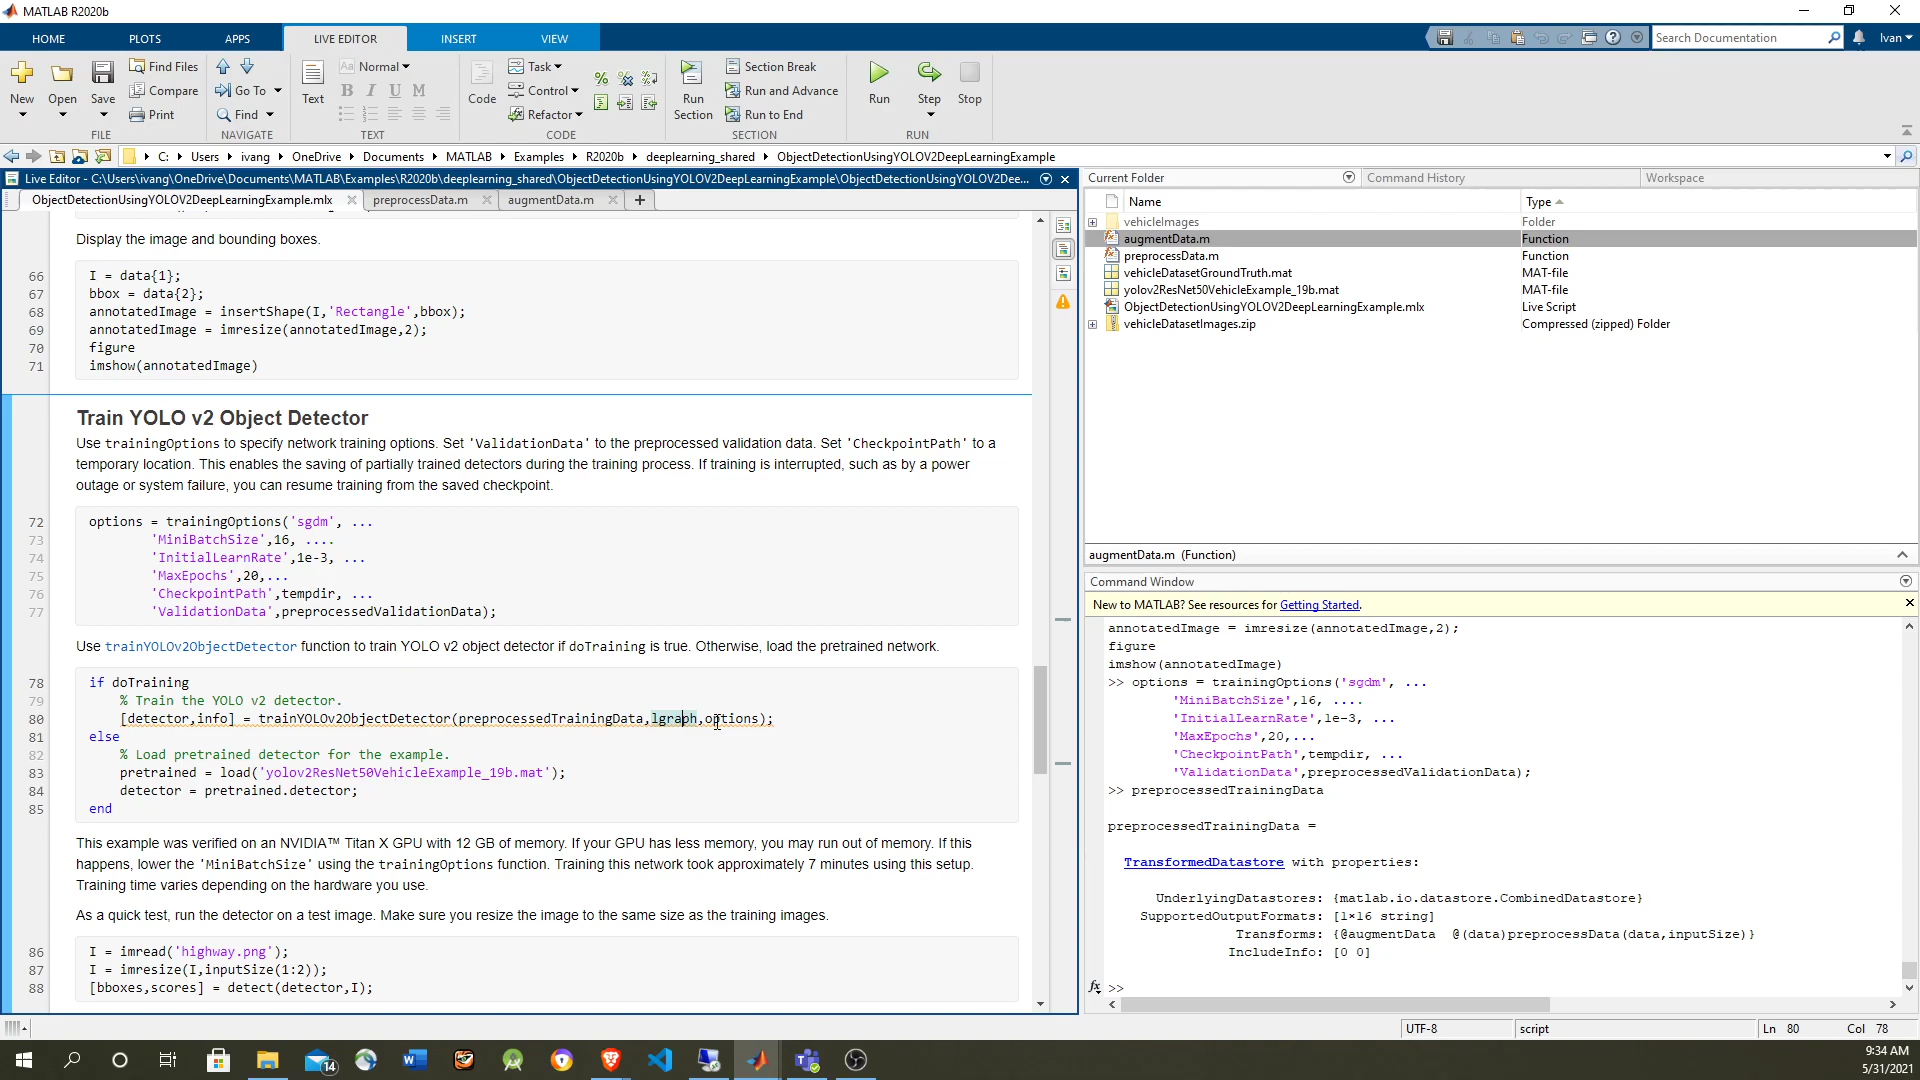 MATLAB R2020b
HOME
PLOTS
APPS
LIVE EDITOR
INSERT
VIEW
Search Documentation
Ivan
New
Open
Save
Find Files
Compare
Print
FILE
Go To
Find
NAVIGATE
Text
Aa Normal
B I U M
TEXT
Code
Task
Control
Refactor
CODE
Run Section
Section Break
Run and Advance
Run to End
SECTION
Run
Step
Stop
RUN
C: Users ivang OneDrive Documents MATLAB Examples R2020b deeplearning_shared ObjectDetectionUsingYOLOV2DeepLearningExample
Live Editor - C:\Users\ivang\OneDrive\Documents\MATLAB\Examples\R2020b\deeplearning_shared\ObjectDetectionUsingYOLOV2DeepLearningExample\ObjectDetectionUsingYOLOV2Dee...
ObjectDetectionUsingYOLOV2DeepLearningExample.mlx
preprocessData.m
augmentData.m
Display the image and bounding boxes.
66 I = data{1};
67 bbox = data{2};
68 annotatedImage = insertShape(I,'Rectangle',bbox);
69 annotatedImage = imresize(annotatedImage,2);
70 figure
71 imshow(annotatedImage)
Train YOLO v2 Object Detector
Use trainingOptions to specify network training options. Set 'ValidationData' to the preprocessed validation data. Set 'CheckpointPath' to a
temporary location. This enables the saving of partially trained detectors during the training process. If training is interrupted, such as by a power
outage or system failure, you can resume training from the saved checkpoint.
72 options = trainingOptions('sgdm', ...
73 'MiniBatchSize',16, ....
74 'InitialLearnRate',1e-3, ...
75 'MaxEpochs',20,...
76 'CheckpointPath',tempdir, ...
77 'ValidationData',preprocessedValidationData);
Use trainYOLOv2ObjectDetector function to train YOLO v2 object detector if doTraining is true. Otherwise, load the pretrained network.
78 if doTraining
79 % Train the YOLO v2 detector.
80 [detector,info] = trainYOLOv2ObjectDetector(preprocessedTrainingData,lgraph,options);
81 else
82 % Load pretrained detector for the example.
83 pretrained = load('yolov2ResNet50VehicleExample_19b.mat');
84 detector = pretrained.detector;
85 end
This example was verified on an NVIDIA™ Titan X GPU with 12 GB of memory. If your GPU has less memory, you may run out of memory. If this
happens, lower the 'MiniBatchSize' using the trainingOptions function. Training this network took approximately 7 minutes using this setup.
Training time varies depending on the hardware you use.
As a quick test, run the detector on a test image. Make sure you resize the image to the same size as the training images.
86 I = imread('highway.png');
87 I = imresize(I,inputSize(1:2));
88 [bboxes,scores] = detect(detector,I);
Current Folder
Command History
Workspace
Name Type
vehicleImages Folder
augmentData.m Function
preprocessData.m Function
vehicleDatasetGroundTruth.mat MAT-file
yolov2ResNet50VehicleExample_19b.mat MAT-file
ObjectDetectionUsingYOLOV2DeepLearningExample.mlx Live Script
vehicleDatasetImages.zip Compressed (zipped) Folder
augmentData.m (Function)
Command Window
New to MATLAB? See resources for Getting Started.
annotatedImage = imresize(annotatedImage,2);
figure
imshow(annotatedImage)
>> options = trainingOptions('sgdm', ...
'MiniBatchSize',16, ....
'InitialLearnRate',1e-3, ...
'MaxEpochs',20,...
'CheckpointPath',tempdir, ...
'ValidationData',preprocessedValidationData);
>> preprocessedTrainingData
preprocessedTrainingData =
TransformedDatastore with properties:
UnderlyingDatastores: {matlab.io.datastore.CombinedDatastore}
SupportedOutputFormats: [1×16 string]
Transforms: {@augmentData @(data)preprocessData(data,inputSize)}
IncludeInfo: [0 0]
fx >>
UTF-8
script
Ln 80 Col 78
14
9:34 AM
5/31/2021